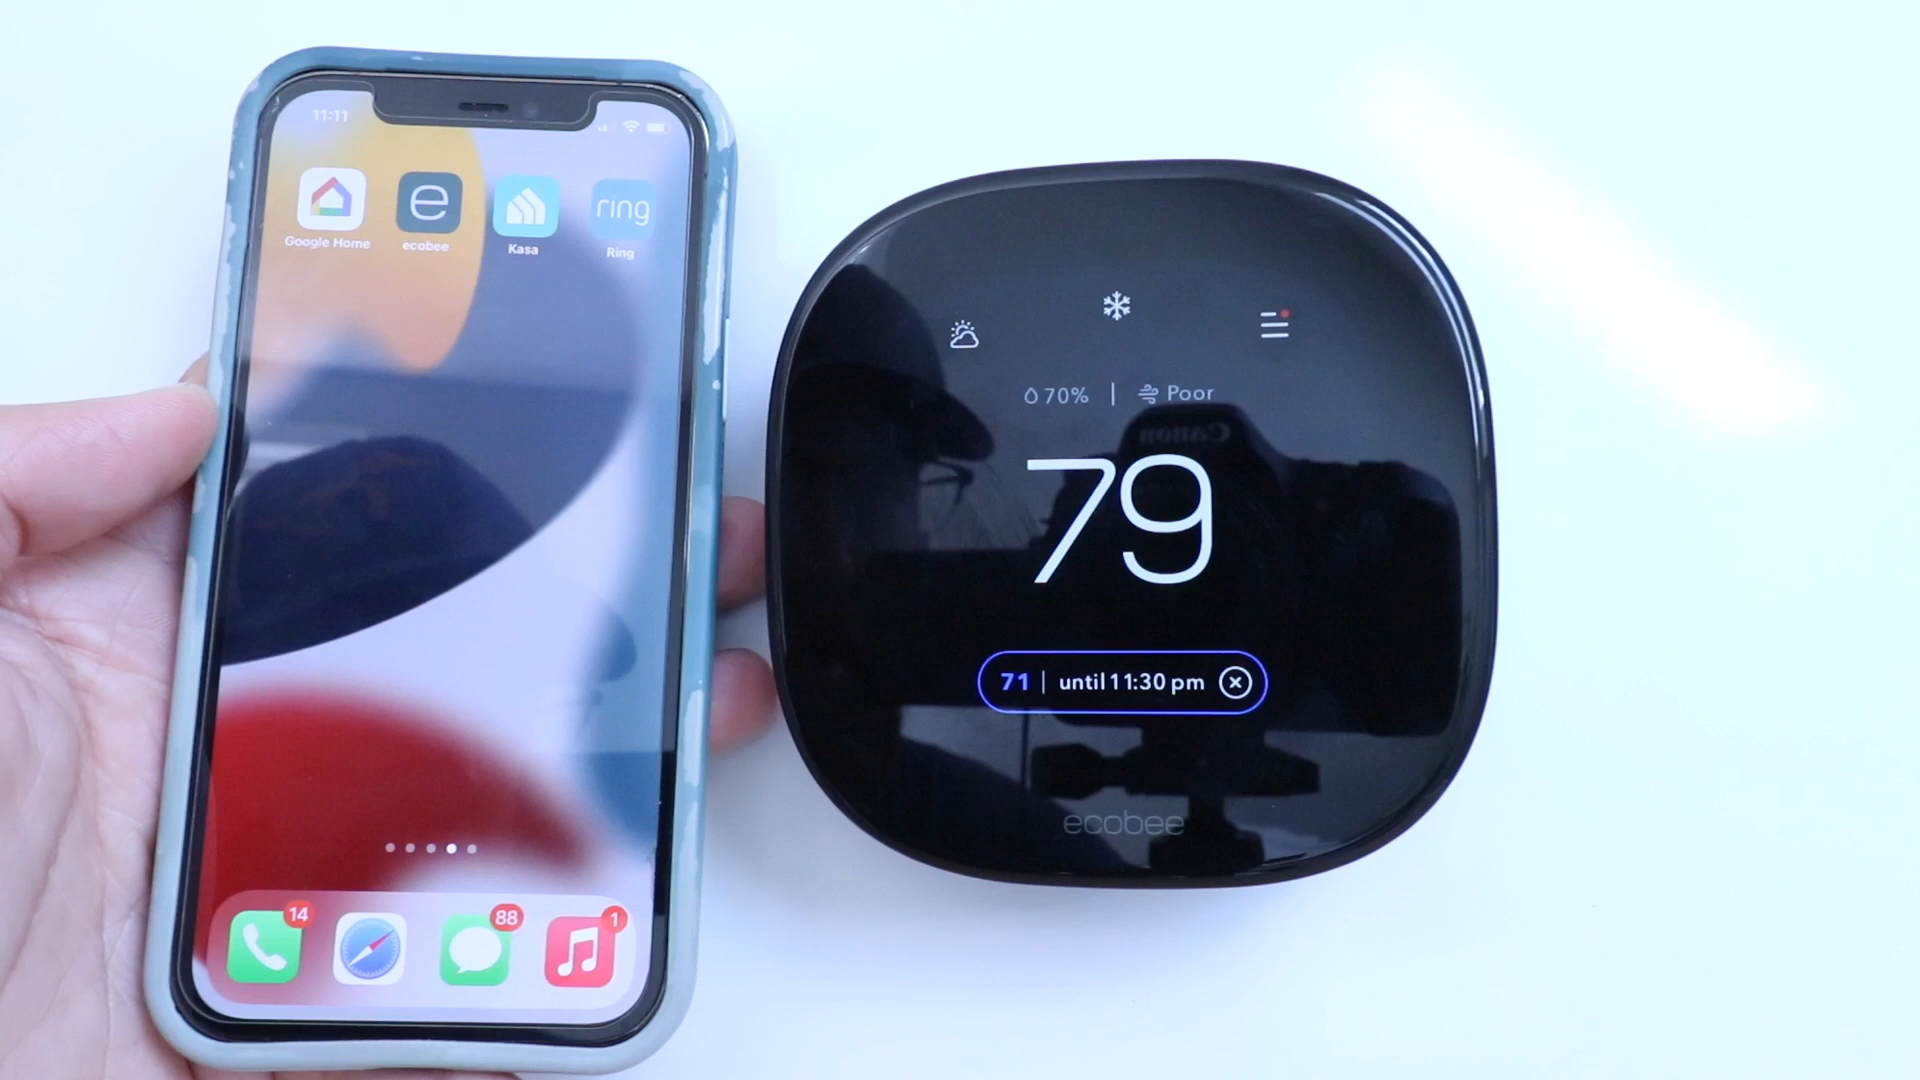 11:11
Google Home
e
ecobee
Kasa
ring
Ring
14
88
1
70% | Poor
Canon
79
71 | until 11:30 pm
ecobee